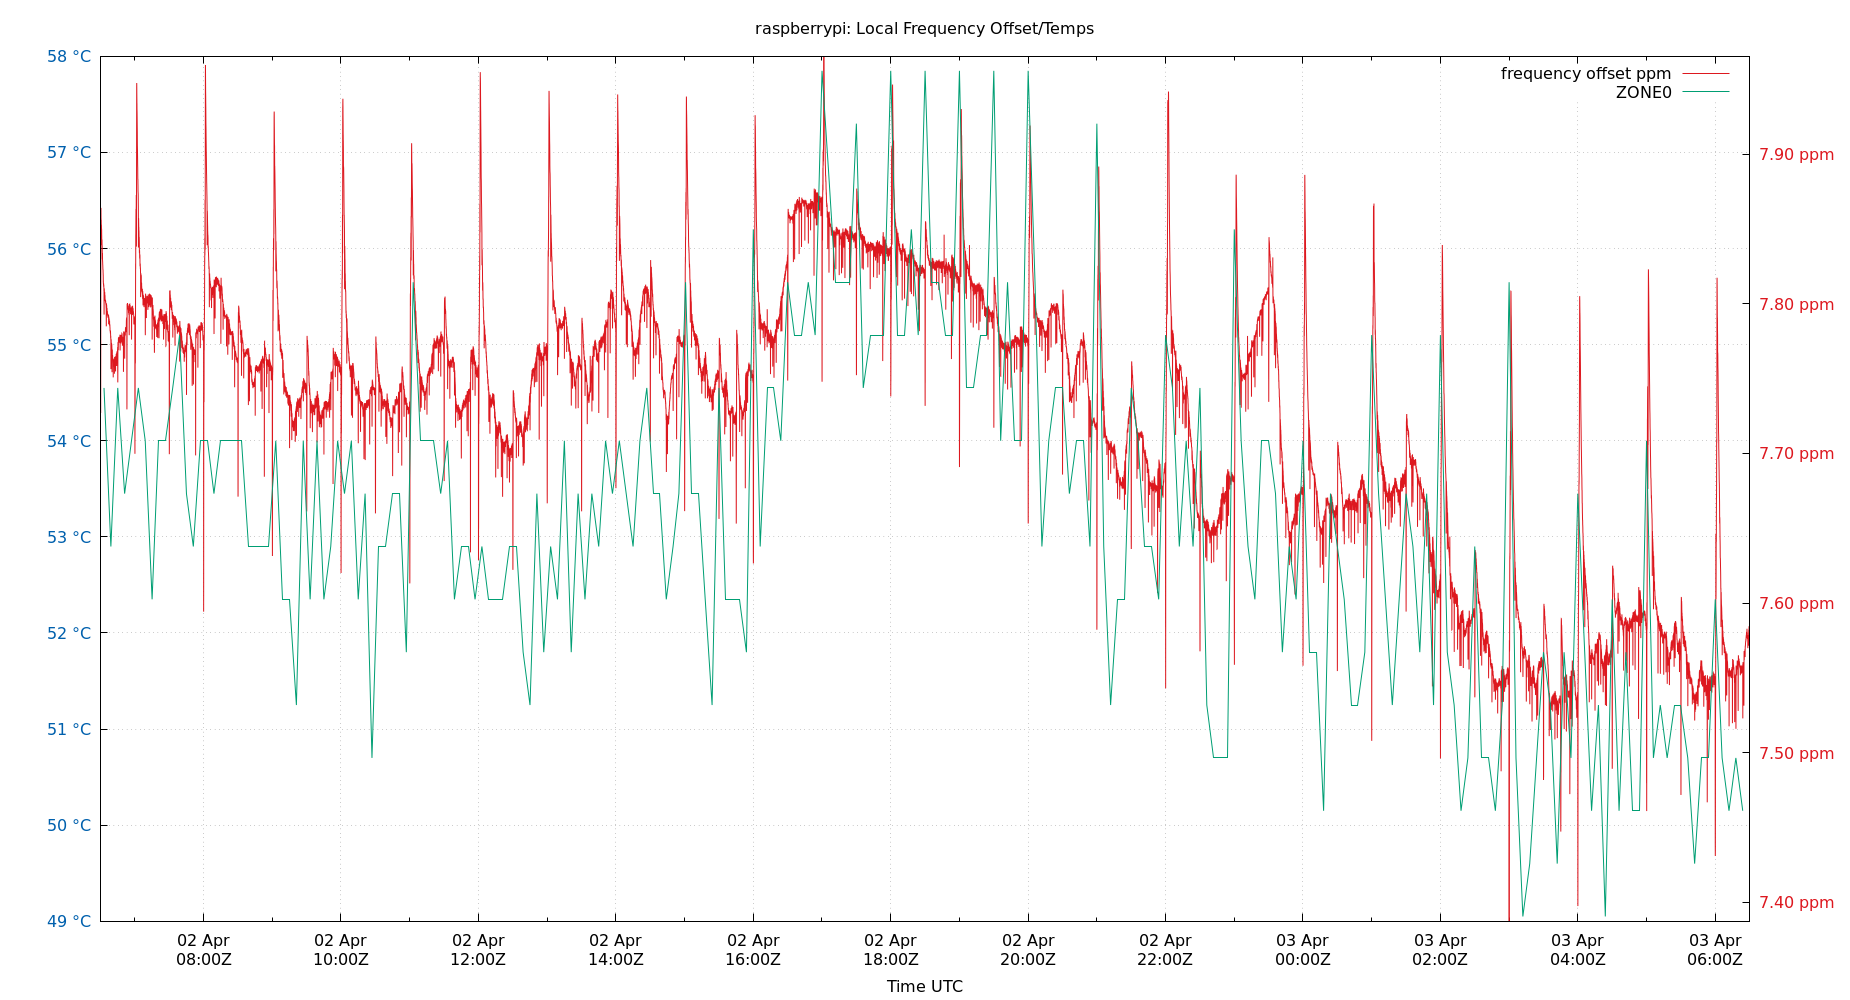 raspberrypi: Local Frequency Offset/Temps
frequency offset ppm
ZONE0
58 °C
57 °C
56 °C
55 °C
54 °C
53 °C
52 °C
51 °C
50 °C
49 °C
7.90 ppm
7.80 ppm
7.70 ppm
7.60 ppm
7.50 ppm
7.40 ppm
02 Apr 02 Apr 02 Apr 02 Apr 02 Apr 02 Apr 02 Apr 02 Apr 03 Apr 03 Apr 03 Apr 03 Apr
08:00Z 10:00Z 12:00Z 14:00Z 16:00Z 18:00Z 20:00Z 22:00Z 00:00Z 02:00Z 04:00Z 06:00Z
Time UTC